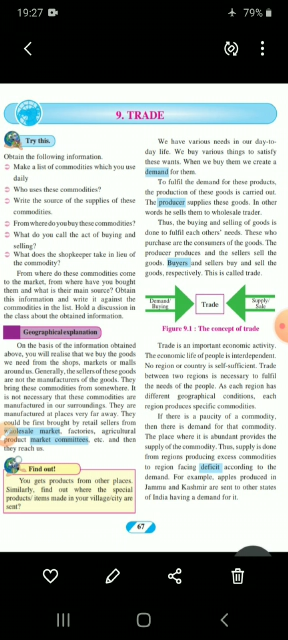 19:27
79%
9. TRADE
Try this.
Obtain the following information.
Make a list of commodities which you use
daily
Who uses these commodities?
Write the source of the supplies of these
commodities.
From where do you buy these commodities?
What do you call the act of buying and
selling?
What does the shopkeeper take in lieu of
the commodity?
From where do these commodities come
to the market, from where have you bought
them and what is their main source? Obtain
this information and write it against the
commodities in the list. Hold a discussion in
the class about the obtained information.
Geographical explanation
On the basis of the information obtained
above, you will realise that we buy the goods
we need from the shops, markets or malls
around us. Generally, the sellers of these goods
are not the manufacturers of the goods. They
bring these commodities from somewhere. It
is not necessary that these commodities are
manufactured in our surroundings. They are
manufactured at places very far away. They
could be first brought by retail sellers from
wholesale market, factories, agricultural
product market committees, etc. and then
they reach us.
Find out!
You get products from other places.
Similarly, find out where the special
products/ items made in your village/city are
sent?
We have various needs in our day-to-
day life. We buy various things to satisfy
these wants. When we buy them we create a
demand for them.
To fulfil the demand for these products,
the production of these goods is carried out.
The producer supplies these goods. In other
words he sells them to wholesale trader.
Thus, the buying and selling of goods is
done to fulfil each others' needs. Those who
purchase are the consumers of the goods. The
producer produces and the sellers sell the
goods. Buyers and sellers buy and sell the
goods, respectively. This is called trade.
Demand/
Buying
Trade
Supply/
Sale
Figure 9.1 : The concept of trade
Trade is an important economic activity.
The economic life of people is interdependent.
No region or country is self-sufficient. Trade
between two regions is necessary to fulfil
the needs of the people. As each region has
different geographical conditions, each
region produces specific commodities.
If there is a paucity of a commodity,
then there is demand for that commodity.
The place where it is abundant provides the
supply of the commodity. Thus, supply is done
from regions producing excess commodities
to region facing deficit according to the
demand. For example, apples produced in
Jammu and Kashmir are sent to other states
of India having a demand for it.
67